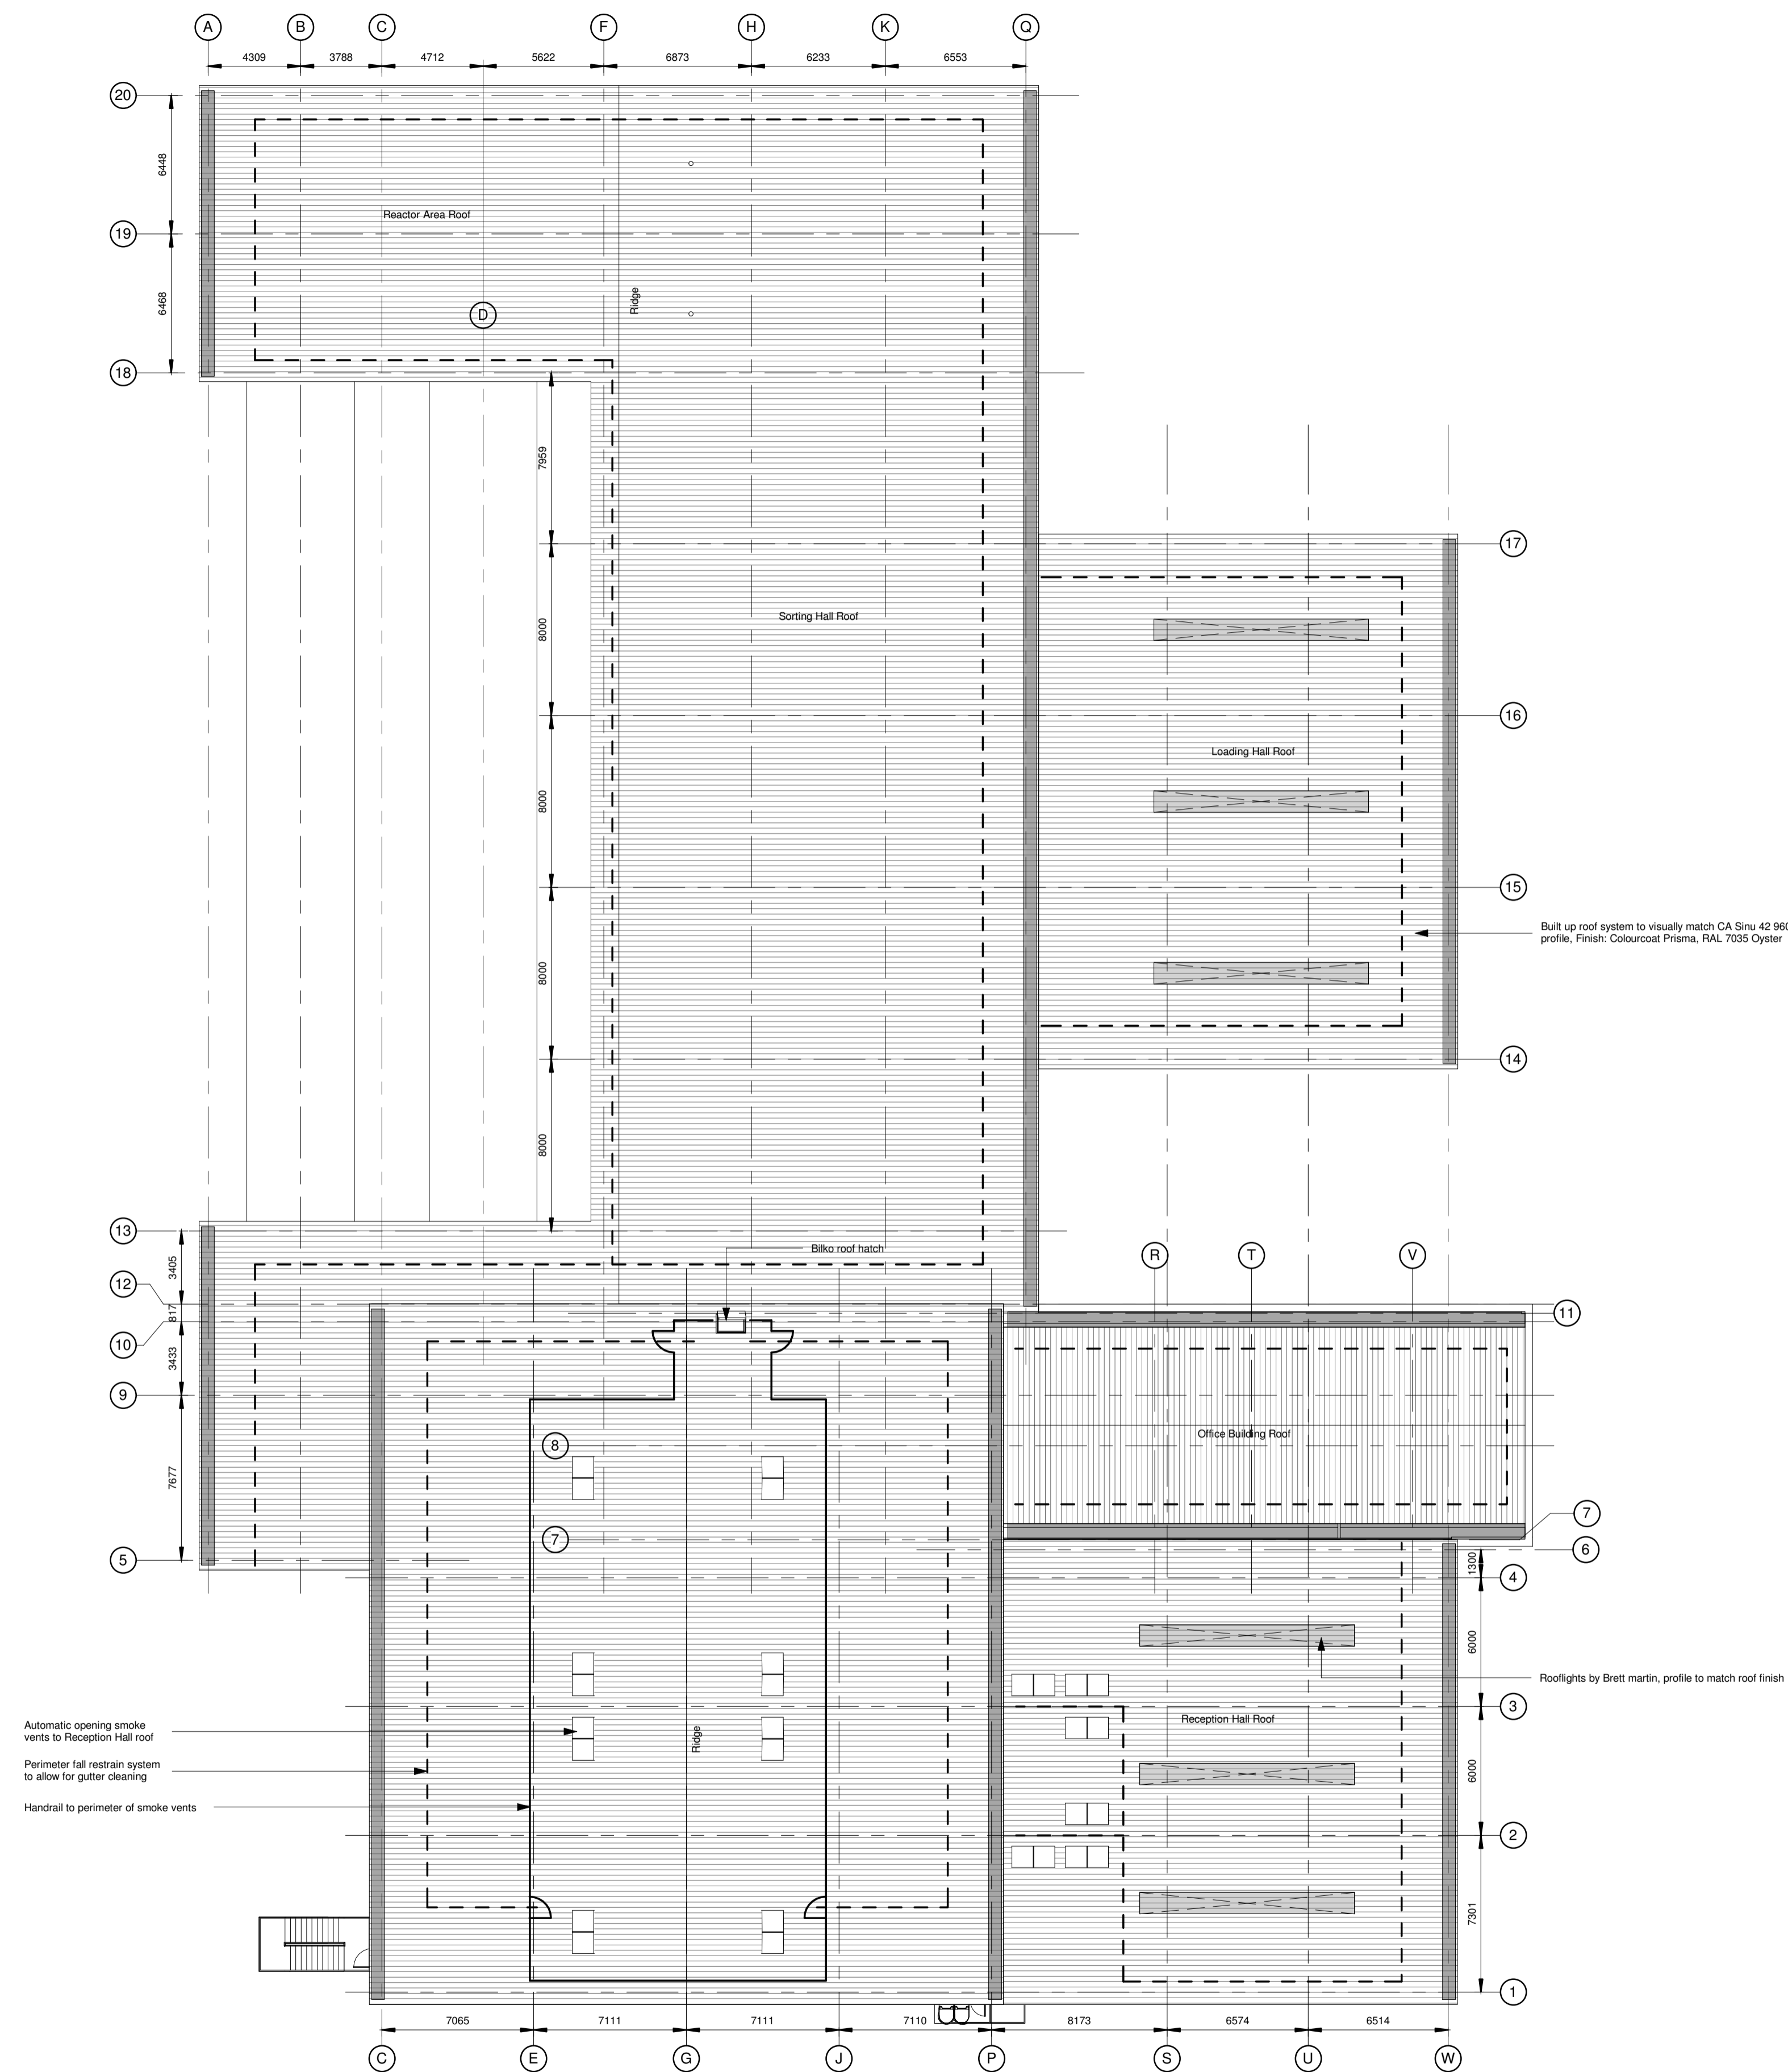 A B C F H K Q
4309 3788 4712 5622 6873 6233 6553
20
6448
Reactor Area Roof
19
6468
Ridge
D
18
7959
17
8000
Sorting Hall Roof
16
Loading Hall Roof
8000
15
Built up roof system to visually match CA Sinu 42 960
profile, Finish: Colourcoat Prisma, RAL 7035 Oyster
8000
14
8000
13
Bilko roof hatch
R T V
3405
12
817
11
10
3433
9
Office Building Roof
8
7677
7
7
6
5
1300
4
6000
Rooflights by Brett martin, profile to match roof finish
3
Reception Hall Roof
Automatic opening smoke
vents to Reception Hall roof
Ridge
Perimeter fall restrain system
to allow for gutter cleaning
6000
Handrail to perimeter of smoke vents
2
7301
1
7065 7111 7111 7110 8173 6574 6514
C E G J P S U W